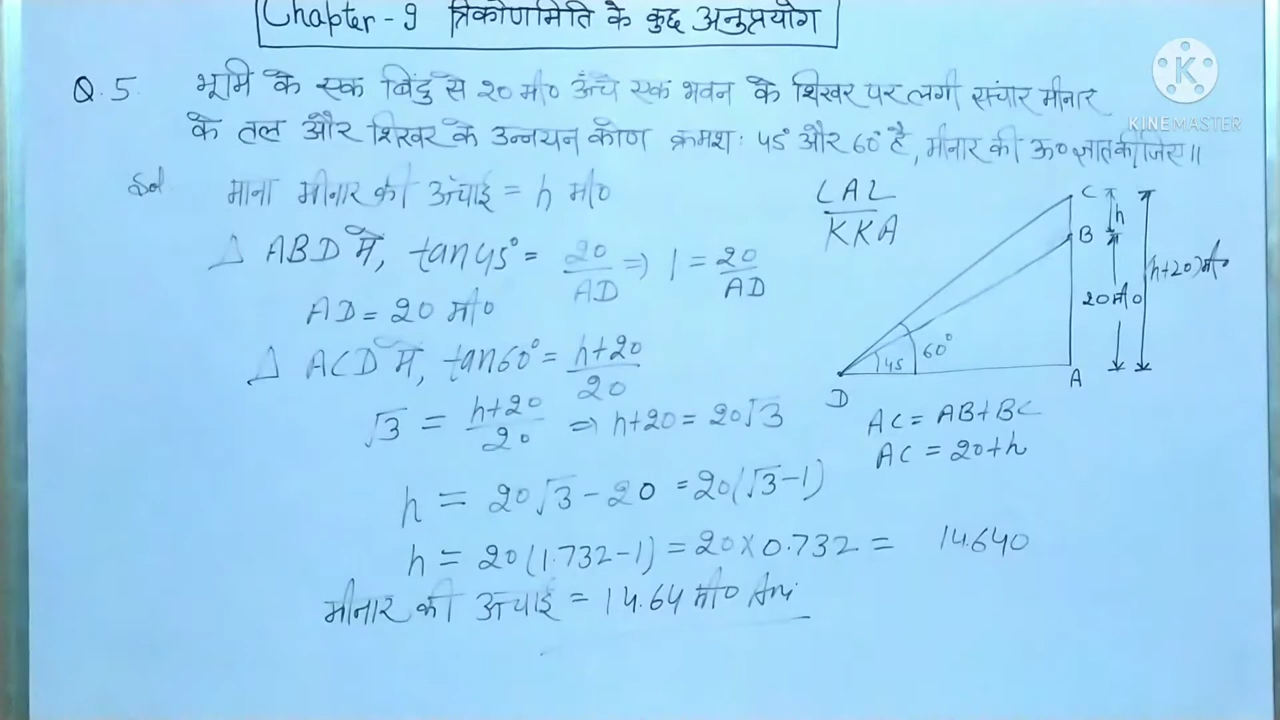 Chapter-9 त्रिकोणमिति के कुछ अनुप्रयोग
Q.5. भूमि के एक बिंदु से 20 मी० ऊँचे एक भवन के शिखर पर लगी संचार मीनार
के तल और शिखर के उन्नयन कोण क्रमशः 45° और 60° है, मीनार की ऊ० ज्ञात कीजिए॥
हल माना मीनार की ऊँचाई = h मी०
△ ABD में, tan45° = 20/AD ⇒ 1 = 20/AD
AD = 20 मी०
△ ACD में, tan60° = h+20/20
√3 = h+20/20 ⇒ h+20 = 20√3
h = 20√3 - 20 = 20(√3-1)
h = 20(1.732-1) = 20×0.732 = 14.640
मीनार की ऊचाई = 14.64 मी० Ans
LAL
KKA
C
h
B
(h+20)मी०
20मी०
45
60°
D
A
AC = AB+BC
AC = 20+h
K
KINEMASTER